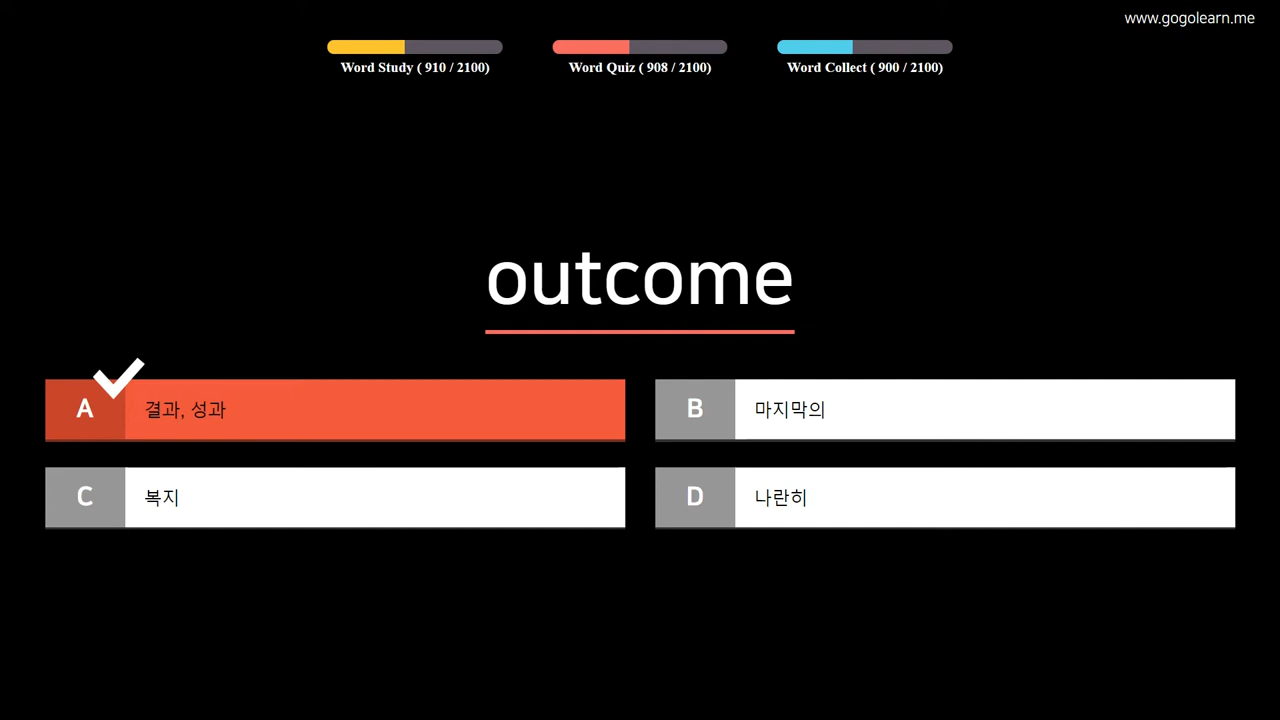 www.gogolearn.me
Word Study ( 910 / 2100)
Word Quiz ( 908 / 2100)
Word Collect ( 900 / 2100)
outcome
A 결과, 성과
B 마지막의
C 복지
D 나란히